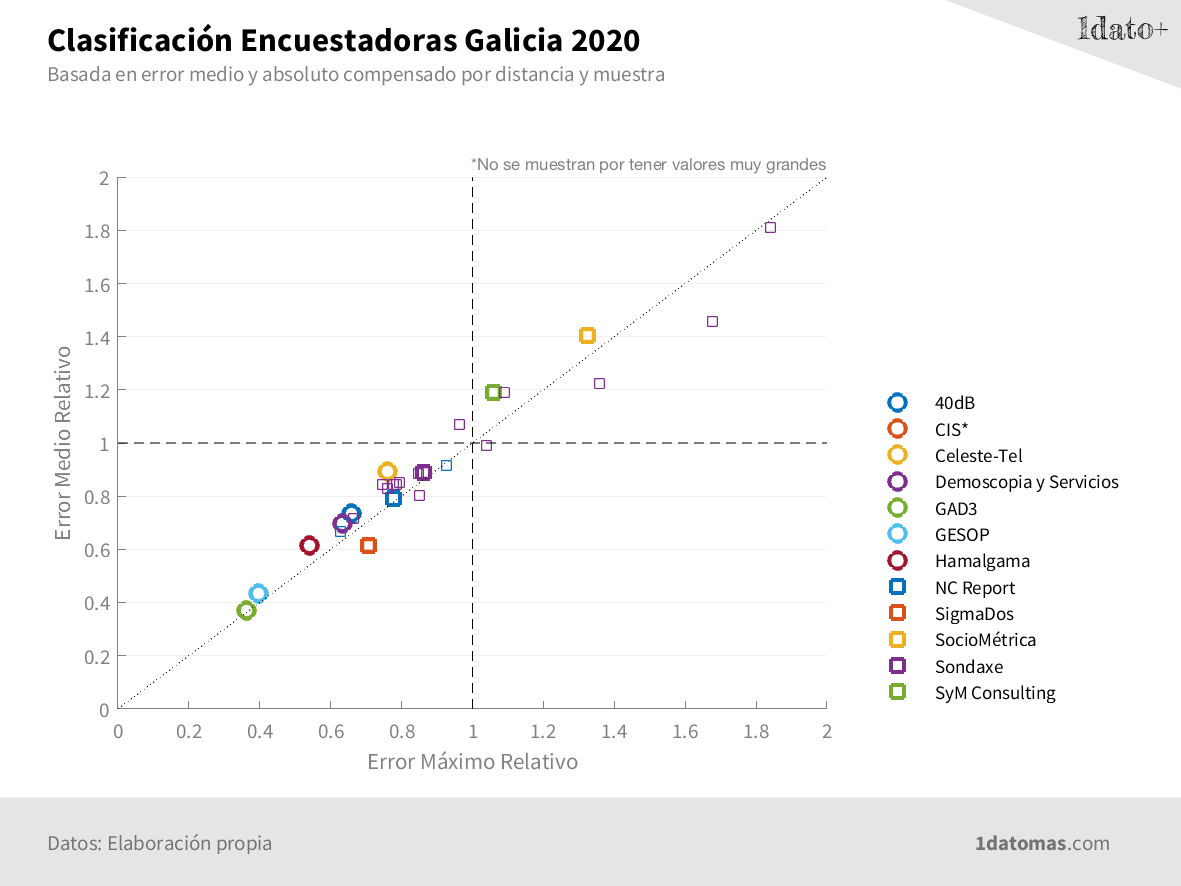 Clasificación Encuestadoras Galicia 2020
1dato+
Basada en error medio y absoluto compensado por distancia y muestra
*No se muestran por tener valores muy grandes
2
1.8
1.6
1.4
1.2
1
0.8
0.6
0.4
0.2
0
Error Medio Relativo
0 0.2 0.4 0.6 0.8 1 1.2 1.4 1.6 1.8 2
Error Máximo Relativo
40dB
CIS*
Celeste-Tel
Demoscopia y Servicios
GAD3
GESOP
Hamalgama
NC Report
SigmaDos
SocioMétrica
Sondaxe
SyM Consulting
Datos: Elaboración propia
1datomas.com